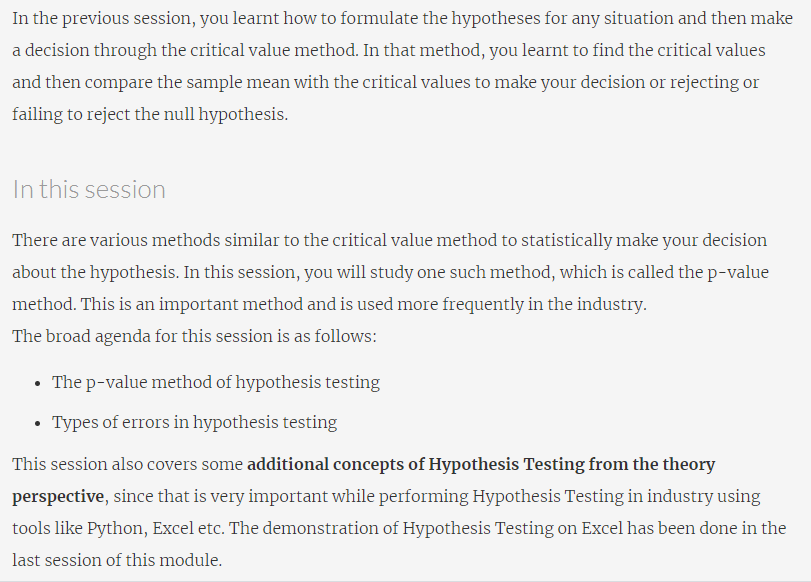 In the previous session, you learnt how to formulate the hypotheses for any situation and then make
a decision through the critical value method. In that method, you learnt to find the critical values
and then compare the sample mean with the critical values to make your decision or rejecting or
failing to reject the null hypothesis.
In this session
There are various methods similar to the critical value method to statistically make your decision
about the hypothesis. In this session, you will study one such method, which is called the p-value
method. This is an important method and is used more frequently in the industry.
The broad agenda for this session is as follows:
• The p-value method of hypothesis testing
• Types of errors in hypothesis testing
This session also covers some additional concepts of Hypothesis Testing from the theory
perspective, since that is very important while performing Hypothesis Testing in industry using
tools like Python, Excel etc. The demonstration of Hypothesis Testing on Excel has been done in the
last session of this module.